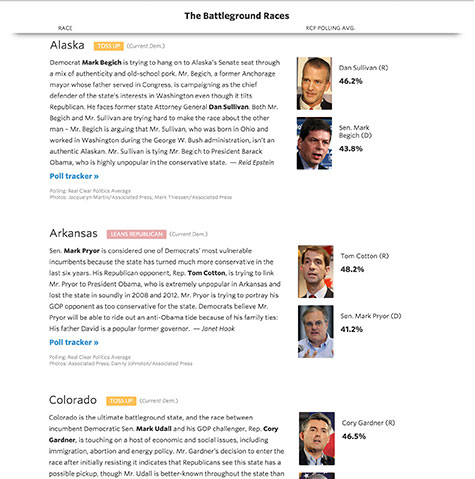 The Battleground Races
RACE
RCP POLLING AVG.
Alaska TOSS UP (Current Dem.)
Democrat Mark Begich is trying to hang on to Alaska's Senate seat through
a mix of authenticity and old-school pork. Mr. Begich, a former Anchorage
mayor whose father served in Congress, is campaigning as the chief
defender of the state's interests in Washington even though it tilts
Republican. He faces former state Attorney General Dan Sullivan. Both Mr.
Begich and Mr. Sullivan are trying hard to make the race about the other
man – Mr. Begich is arguing that Mr. Sullivan, who was born in Ohio and
worked in Washington during the George W. Bush administration, isn't an
authentic Alaskan. Mr. Sullivan is tying Mr. Begich to President Barack
Obama, who is highly unpopular in the conservative state. — Reid Epstein
Poll tracker »
Polling: Real Clear Politics Average
Photos: Jacquelyn Martin/Associated Press; Mark Thiessen/Associated Press
Dan Sullivan (R)
46.2%
Sen. Mark
Begich (D)
43.8%
Arkansas LEANS REPUBLICAN (Current Dem.)
Sen. Mark Pryor is considered one of Democrats' most vulnerable
incumbents because the state has turned much more conservative in the
last six years. His Republican opponent, Rep. Tom Cotton, is trying to link
Mr. Pryor to President Obama, who is extremely unpopular in Arkansas and
lost the state in soundly in 2008 and 2012. Mr. Pryor is trying to portray his
GOP opponent as too conservative for the state. Democrats believe Mr.
Pryor will be able to ride out an anti-Obama tide because of his family ties:
His father David is a popular former governor. — Janet Hook
Poll tracker »
Polling: Real Clear Politics Average
Photos: Associated Press; Danny Johnston/Associated Press
Tom Cotton (R)
48.2%
Sen. Mark Pryor (D)
41.2%
Colorado TOSS UP (Current Dem.)
Colorado is the ultimate battleground state, and the race between
incumbent Democratic Sen. Mark Udall and his GOP challenger, Rep. Cory
Gardner, is touching on a host of economic and social issues, including
immigration, abortion and energy policy. Mr. Gardner's decision to enter the
race after initially resisting it indicates that Republicans see this state has a
possible pickup, though Mr. Udall is better-known throughout the state than
Cory Gardner (R)
46.5%